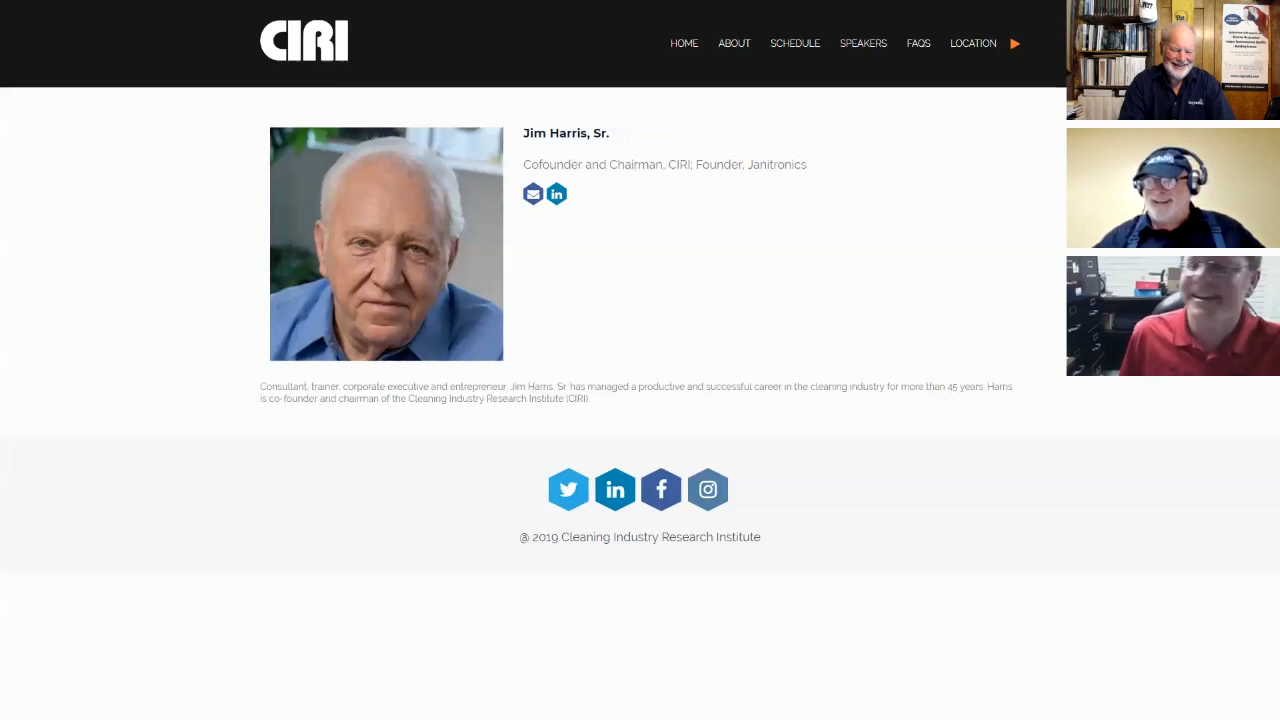 CIRI
HOME ABOUT SCHEDULE SPEAKERS FAQS LOCATION
Jim Harris, Sr.
Cofounder and Chairman, CIRI; Founder, Janitronics
in
Consultant, trainer, corporate executive and entrepreneur, Jim Harris, Sr. has managed a productive and successful career in the cleaning industry for more than 45 years. Harris
is co-founder and chairman of the Cleaning Industry Research Institute (CIRI).
in f
@ 2019 Cleaning Industry Research Institute